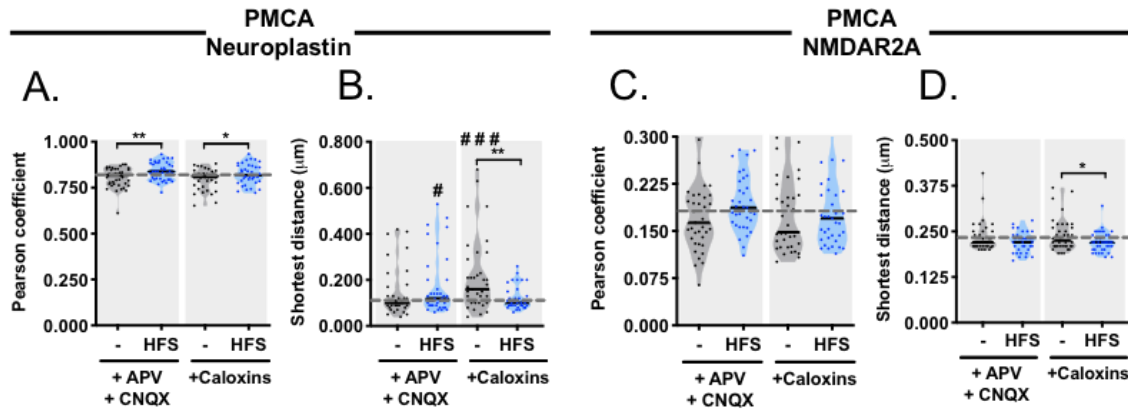 PMCA
Neuroplastin
PMCA
NMDAR2A
A.
Pearson coefficient
1.000
0.750
0.500
0.250
0.000
**
*
- HFS - HFS
+ APV
+ CNQX
+Caloxins
B.
Shortest distance (μm)
0.800
0.600
0.400
0.200
0.000
#
###
**
- HFS - HFS
+ APV
+ CNQX
+Caloxins
C.
Pearson coefficient
0.300
0.225
0.150
0.075
0.000
- HFS - HFS
+ APV
+ CNQX
+Caloxins
D.
Shortest distance (μm)
0.500
0.375
0.250
0.125
0.000
*
- HFS - HFS
+ APV
+ CNQX
+Caloxins